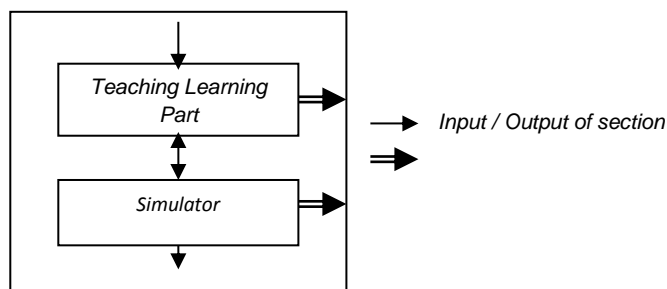 Teaching Learning
Part
Input / Output of section
Simulator